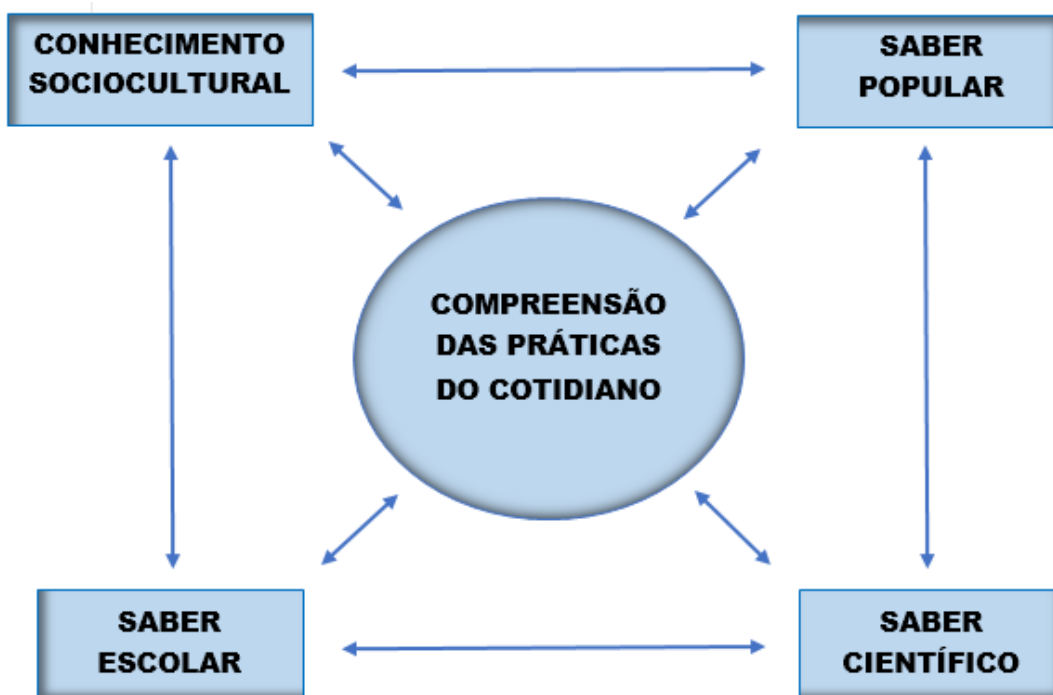 CONHECIMENTO
SOCIOCULTURAL
SABER
POPULAR
COMPREENSÃO
DAS PRÁTICAS
DO COTIDIANO
SABER
ESCOLAR
SABER
CIENTÍFICO